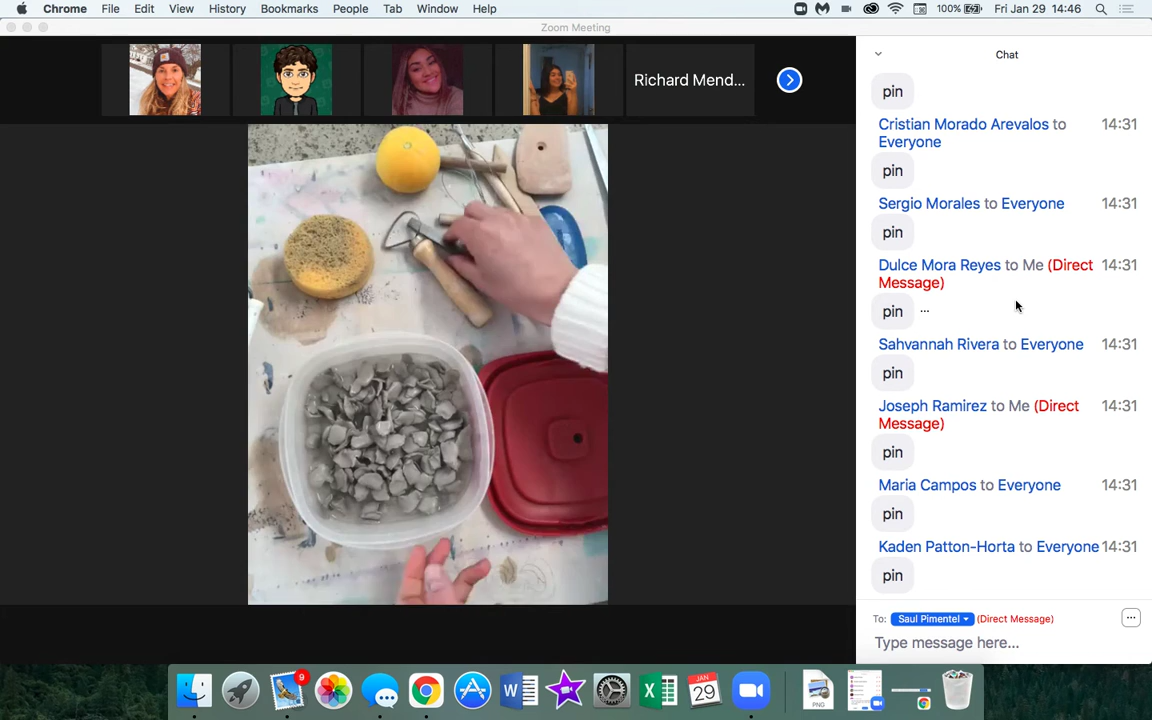 Chrome File Edit View History Bookmarks People Tab Window Help 100% Fri Jan 29 14:46
Zoom Meeting
Richard Mend...
Chat
pin
Cristian Morado Arevalos to 14:31
Everyone
pin
Sergio Morales to Everyone 14:31
pin
Dulce Mora Reyes to Me (Direct 14:31
Message)
pin ...
Sahvannah Rivera to Everyone 14:31
pin
Joseph Ramirez to Me (Direct 14:31
Message)
pin
Maria Campos to Everyone 14:31
pin
Kaden Patton-Horta to Everyone 14:31
pin
To: Saul Pimentel (Direct Message) ...
Type message here...
9
W
X
JAN
29
PNG